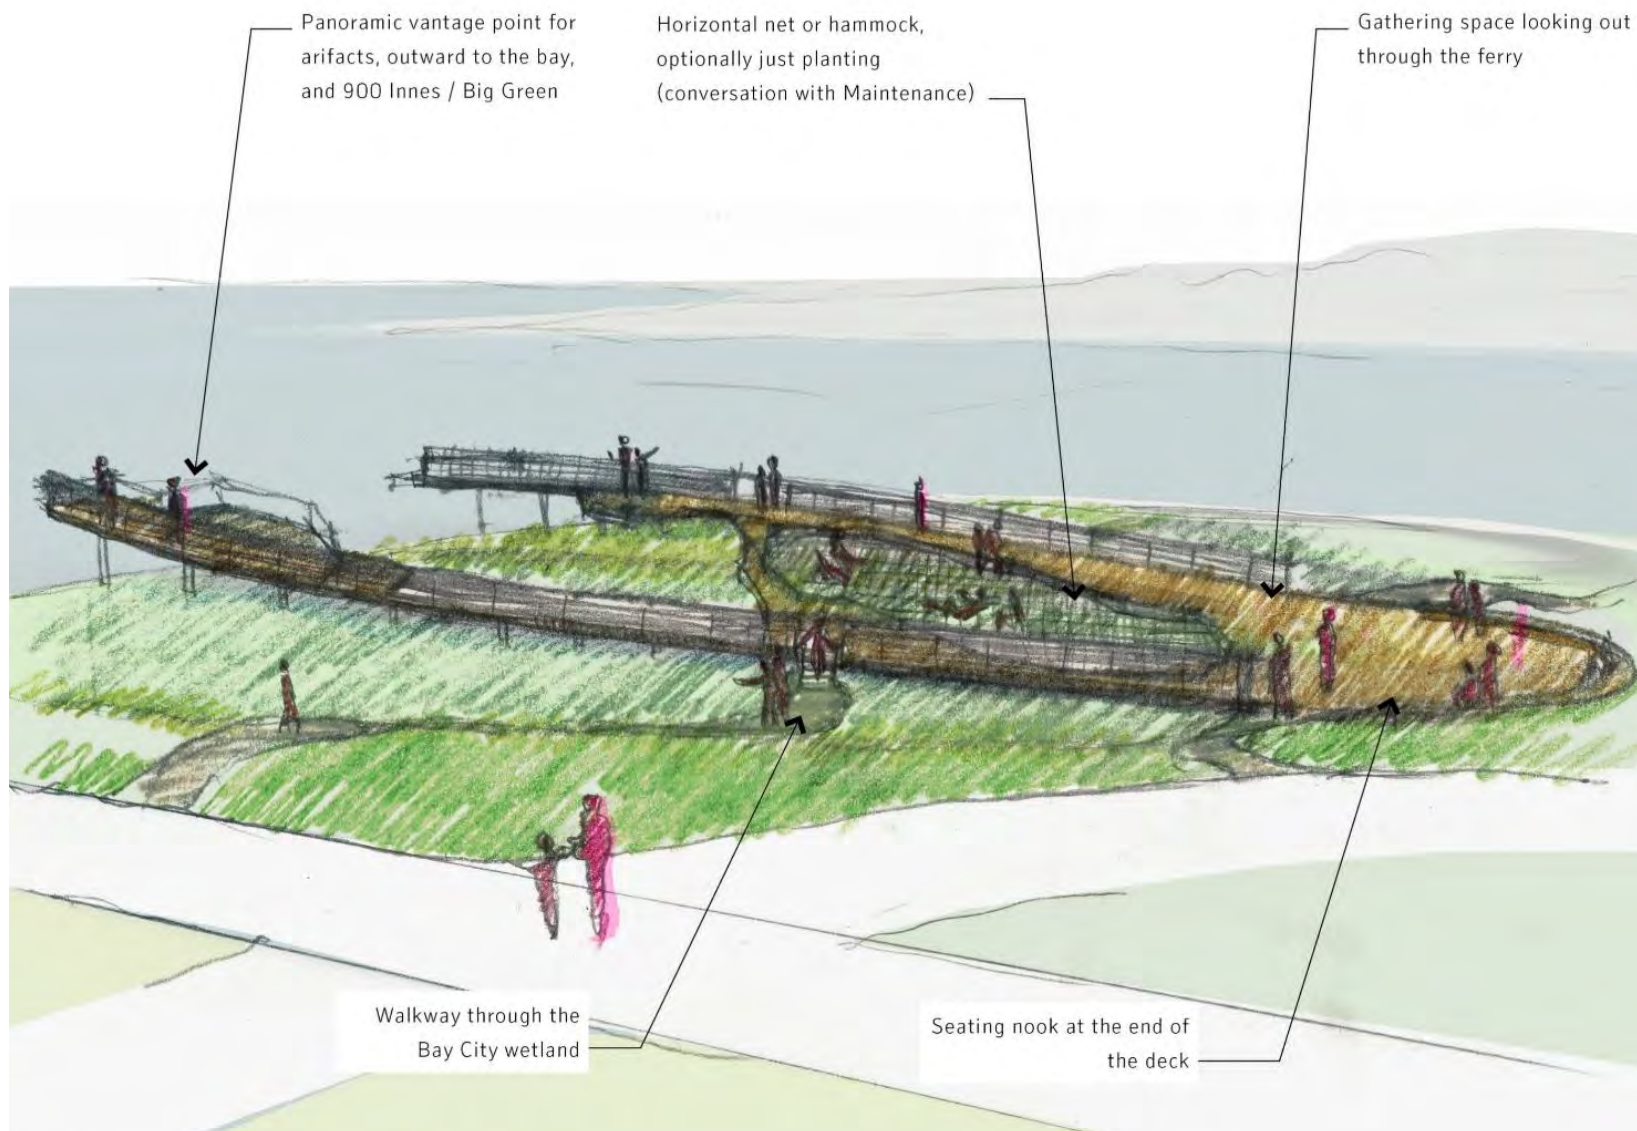 Panoramic vantage point for
arifacts, outward to the bay,
and 900 Innes / Big Green
Horizontal net or hammock,
optionally just planting
(conversation with Maintenance)
Gathering space looking out
through the ferry
Walkway through the
Bay City wetland
Seating nook at the end of
the deck